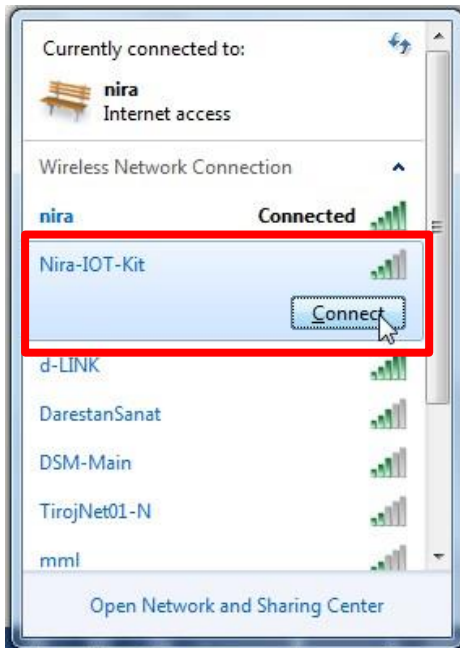 Currently connected to:
nira
Internet access
Wireless Network Connection
nira Connected
Nira-IOT-Kit
Connect
d-LINK
DarestanSanat
DSM-Main
TirojNet01-N
mml
Open Network and Sharing Center